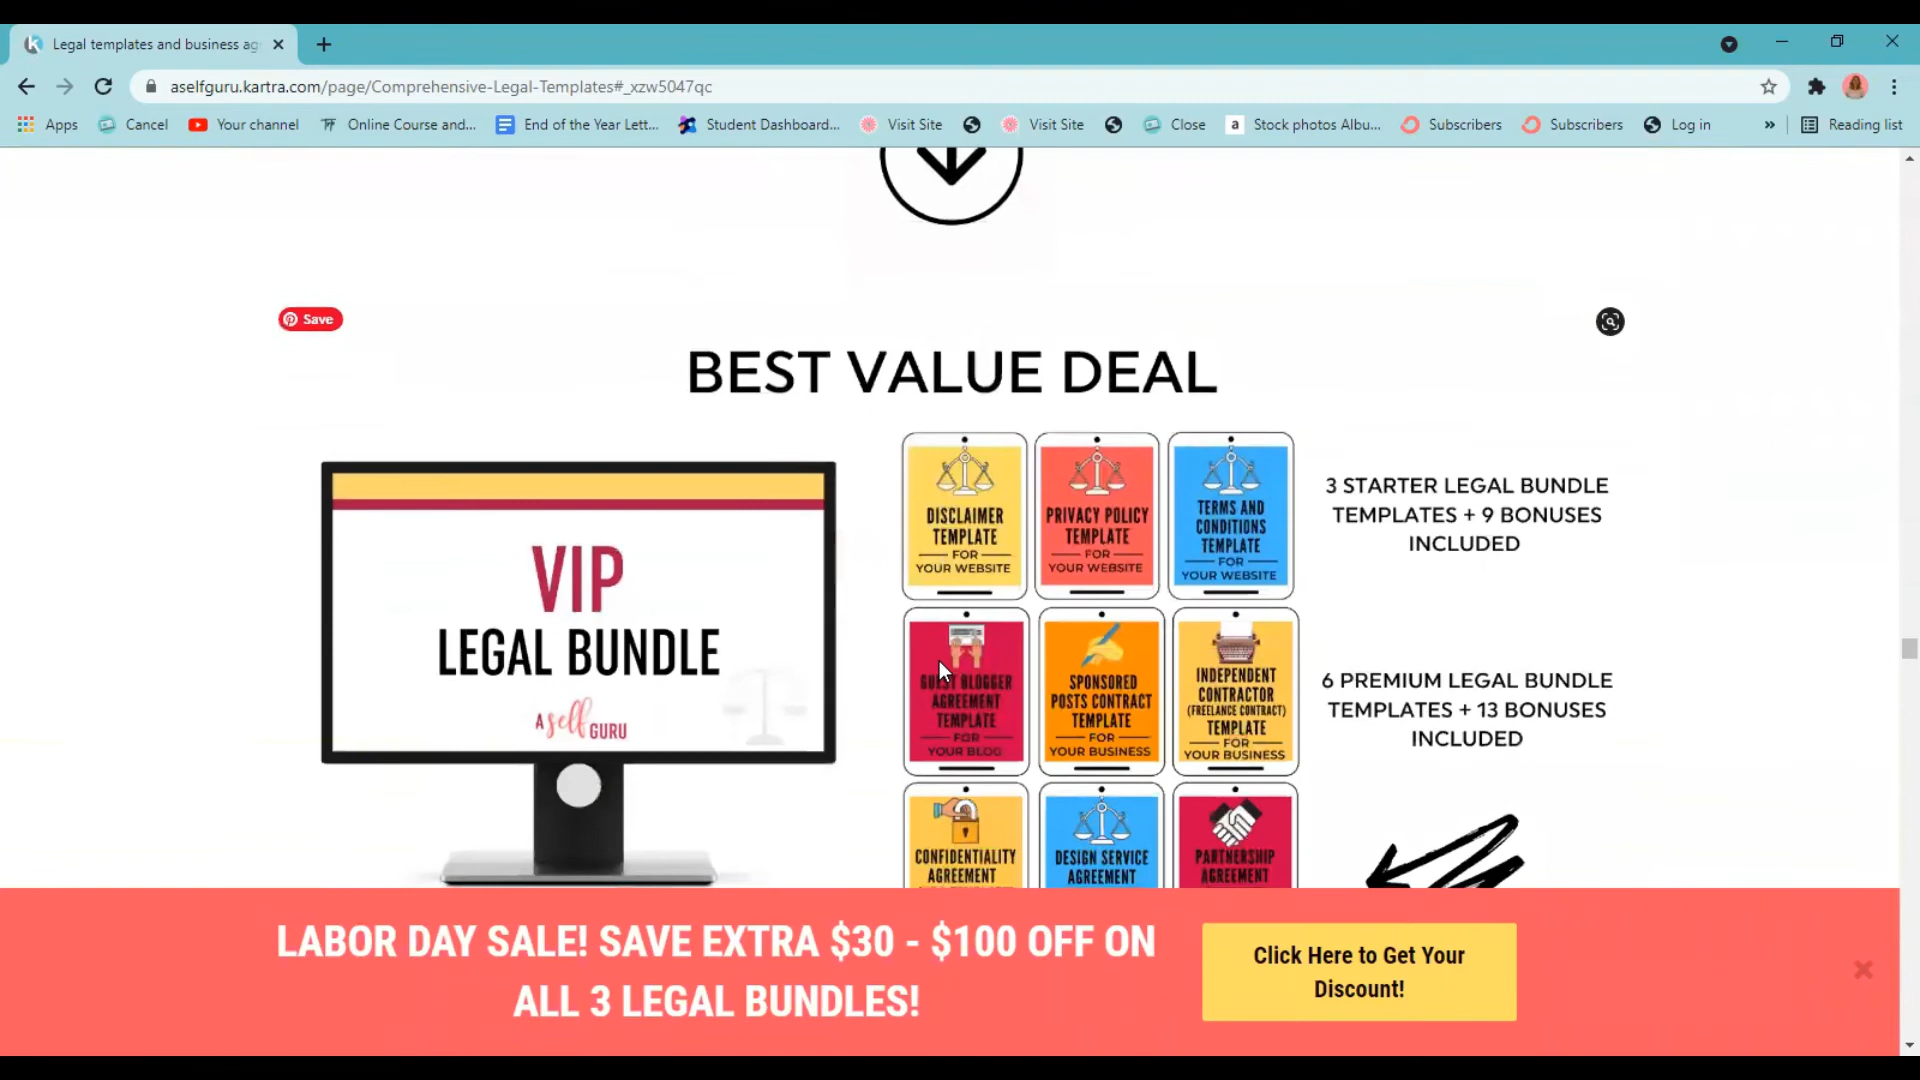 Legal templates and business ag
aselfguru.kartra.com/page/Comprehensive-Legal-Templates#_xzw5047qc
Apps
Cancel
Your channel
Online Course and...
End of the Year Lett...
Student Dashboard...
Visit Site
Visit Site
Close
a
Stock photos Albu...
Subscribers
Subscribers
Log in
»
Reading list
Save
BEST VALUE DEAL
VIP
LEGAL BUNDLE
A self GURU
DISCLAIMER
TEMPLATE
FOR
YOUR WEBSITE
PRIVACY POLICY
TEMPLATE
FOR
YOUR WEBSITE
TERMS AND
CONDITIONS
TEMPLATE
FOR
YOUR WEBSITE
3 STARTER LEGAL BUNDLE
TEMPLATES + 9 BONUSES
INCLUDED
GUEST BLOGGER
AGREEMENT
TEMPLATE
FOR
YOUR BLOG
SPONSORED
POSTS CONTRACT
TEMPLATE
FOR
YOUR BUSINESS
INDEPENDENT
CONTRACTOR
(FREELANCE CONTRACT)
TEMPLATE
FOR
YOUR BUSINESS
6 PREMIUM LEGAL BUNDLE
TEMPLATES + 13 BONUSES
INCLUDED
CONFIDENTIALITY
AGREEMENT
DESIGN SERVICE
AGREEMENT
PARTNERSHIP
AGREEMENT
LABOR DAY SALE! SAVE EXTRA $30 - $100 OFF ON
ALL 3 LEGAL BUNDLES!
Click Here to Get Your
Discount!